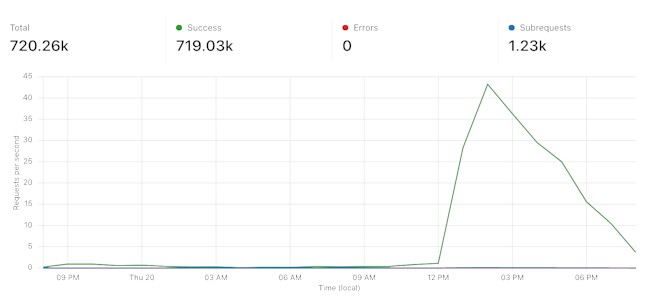 Total
Success
Errors
Subrequests
720.26k
719.03k
0
1.23k
45
40
35
30
25
20
15
10
5
0
Requests per second
09 PM
Thu 20
03 AM
06 AM
09 AM
12 PM
03 PM
06 PM
Time (local)